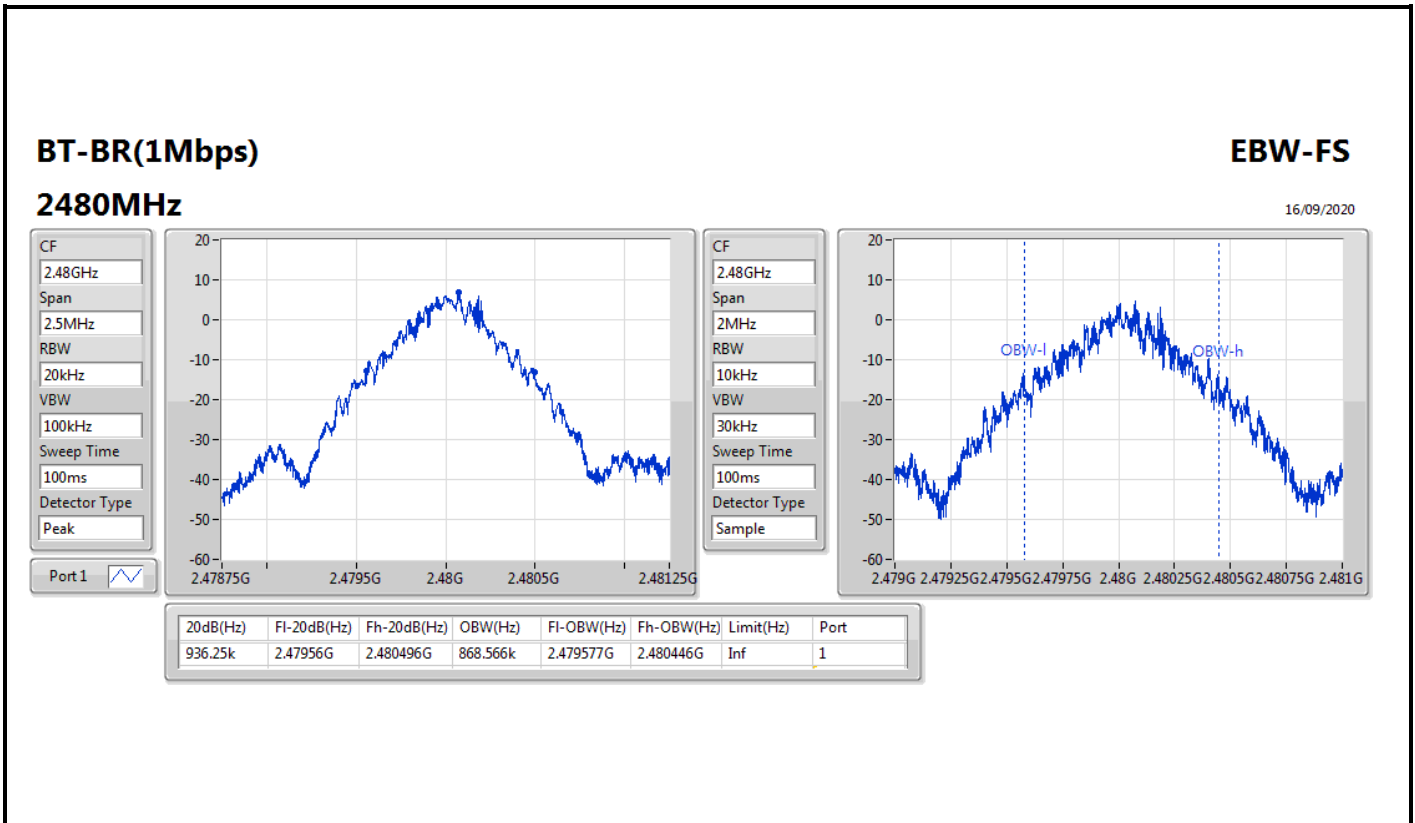 BT-BR(1Mbps)
EBW-FS
2480MHz
16/09/2020
CF
2.48GHz
Span
2.5MHz
RBW
20kHz
VBW
100kHz
Sweep Time
100ms
Detector Type
Peak
Port 1
20
10
0
-10
-20
-30
-40
-50
-60
2.47875G 2.4795G 2.48G 2.4805G 2.48125G
CF
2.48GHz
Span
2MHz
RBW
10kHz
VBW
30kHz
Sweep Time
100ms
Detector Type
Sample
20
10
0
-10
-20
-30
-40
-50
-60
OBW-l OBW-h
2.479G 2.47925G 2.4795G 2.47975G 2.48G 2.48025G 2.4805G 2.48075G 2.481G
20dB(Hz) Fl-20dB(Hz) Fh-20dB(Hz) OBW(Hz) Fl-OBW(Hz) Fh-OBW(Hz) Limit(Hz) Port
936.25k 2.47956G 2.480496G 868.566k 2.479577G 2.480446G Inf 1